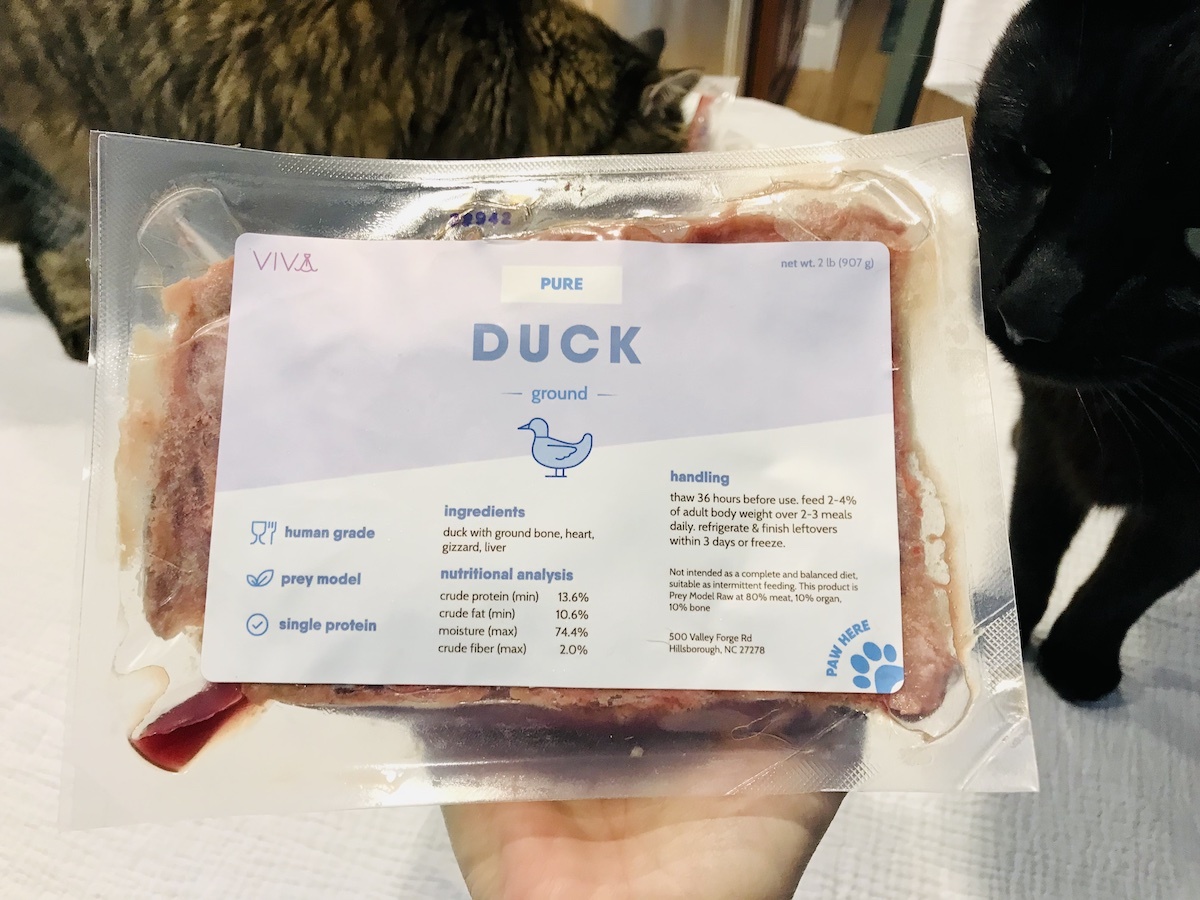 VIVA
net wt. 2 lb (907 g)
PURE
DUCK
ground
human grade
prey model
single protein
ingredients
duck with ground bone, heart,
gizzard, liver
nutritional analysis
crude protein (min) 13.6%
crude fat (min) 10.6%
moisture (max) 74.4%
crude fiber (max) 2.0%
handling
thaw 36 hours before use. feed 2-4%
of adult body weight over 2-3 meals
daily. refrigerate & finish leftovers
within 3 days or freeze.
Not intended as a complete and balanced diet,
suitable as intermittent feeding. This product is
Prey Model Raw at 80% meat, 10% organ,
10% bone
500 Valley Forge Rd
Hillsborough, NC 27278
PAW HERE